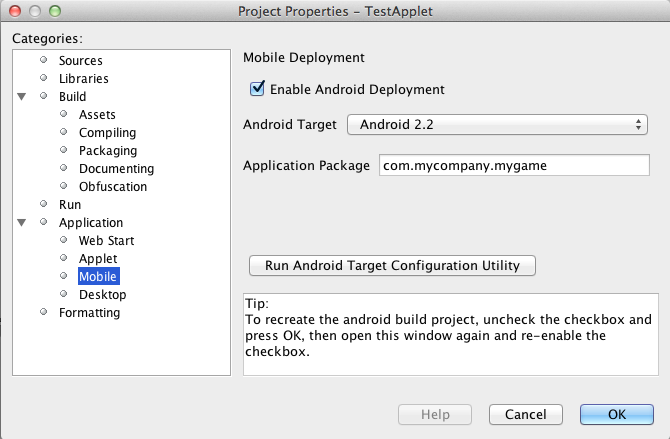 Project Properties – TestApplet
Categories:
Sources
Libraries
Build
Assets
Compiling
Packaging
Documenting
Obfuscation
Run
Application
Web Start
Applet
Mobile
Desktop
Formatting
Mobile Deployment
Enable Android Deployment
Android Target Android 2.2
Application Package com.mycompany.mygame
Run Android Target Configuration Utility
Tip:
To recreate the android build project, uncheck the checkbox and
press OK, then open this window again and re-enable the
checkbox.
Help Cancel OK